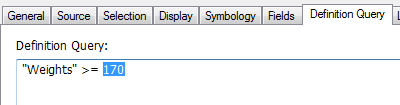 General Source Selection Display Symbology Fields Definition Query
Definition Query:
"Weights" >= 170